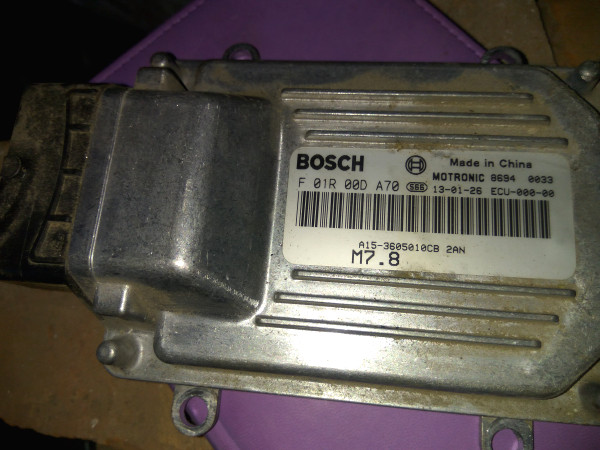 BOSCH
Made in China
MOTRONIC 8694 0033
F 01R 00D A70 SBB 13-01-26 ECU-000-00
A15-3605010CB 2AN
M7.8